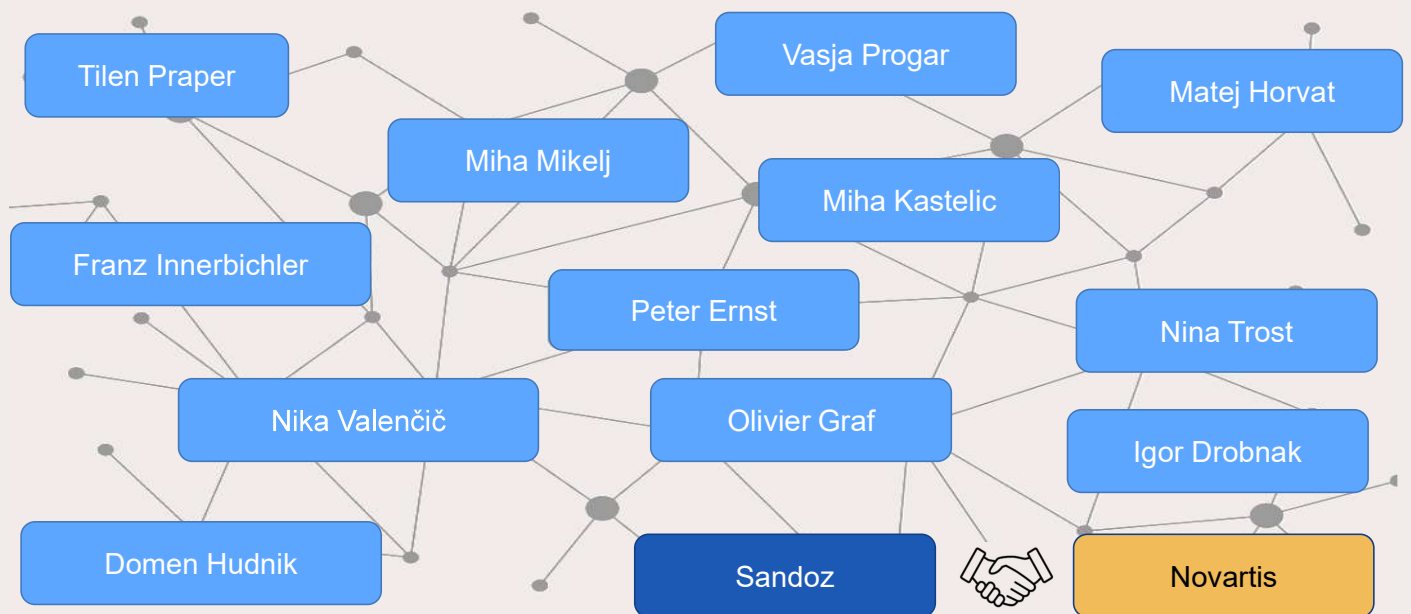 Vasja Progar
Tilen Praper
Matej Horvat
Miha Mikelj
Miha Kastelic
Franz Innerbichler
Peter Ernst
Nina Trost
Nika Valenčič
Olivier Graf
Igor Drobnak
Domen Hudnik
Sandoz
Novartis